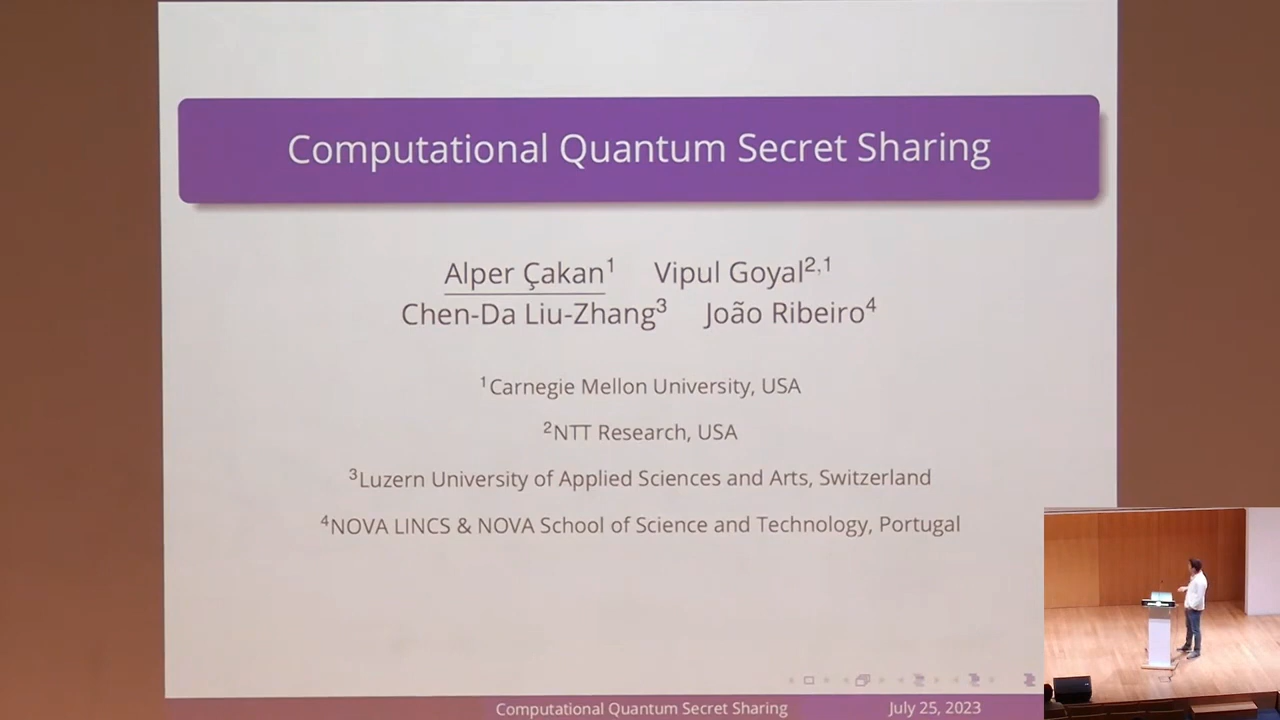 Computational Quantum Secret Sharing
Alper Çakan¹ Vipul Goyal²,¹
Chen-Da Liu-Zhang³ João Ribeiro⁴
¹Carnegie Mellon University, USA
²NTT Research, USA
³Luzern University of Applied Sciences and Arts, Switzerland
⁴NOVA LINCS & NOVA School of Science and Technology, Portugal
Computational Quantum Secret Sharing July 25, 2023